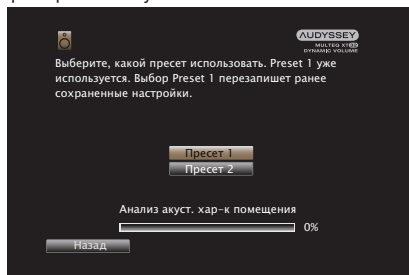 AUDYSSEY
MULTEQ XT32
DYNAMIC VOLUME
Выберите, какой пресет использовать. Preset 1 уже
используется. Выбор Preset 1 перезапишет ранее
сохраненные настройки.
Пресет 1
Пресет 2
Анализ акуст. хар-к помещения
0%
Назад